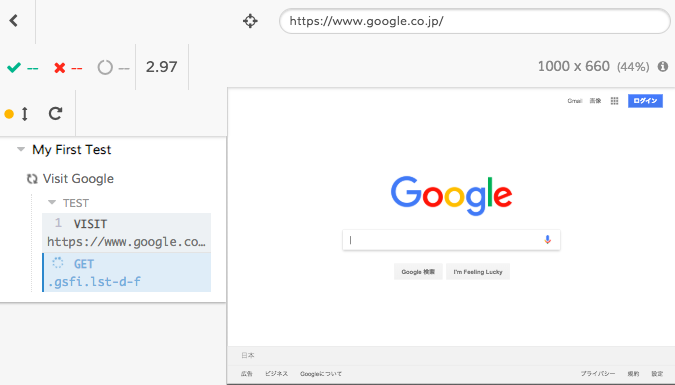 https://www.google.co.jp/
-- -- -- 2.97
1000 x 660 (44%)
My First Test
Visit Google
TEST
1 VISIT
https://www.google.co…
GET
.gsfi.lst-d-f
Gmail 画像 ログイン
Google
Google 検索 I'm Feeling Lucky
日本
広告 ビジネス Googleについて プライバシー 規約 設定